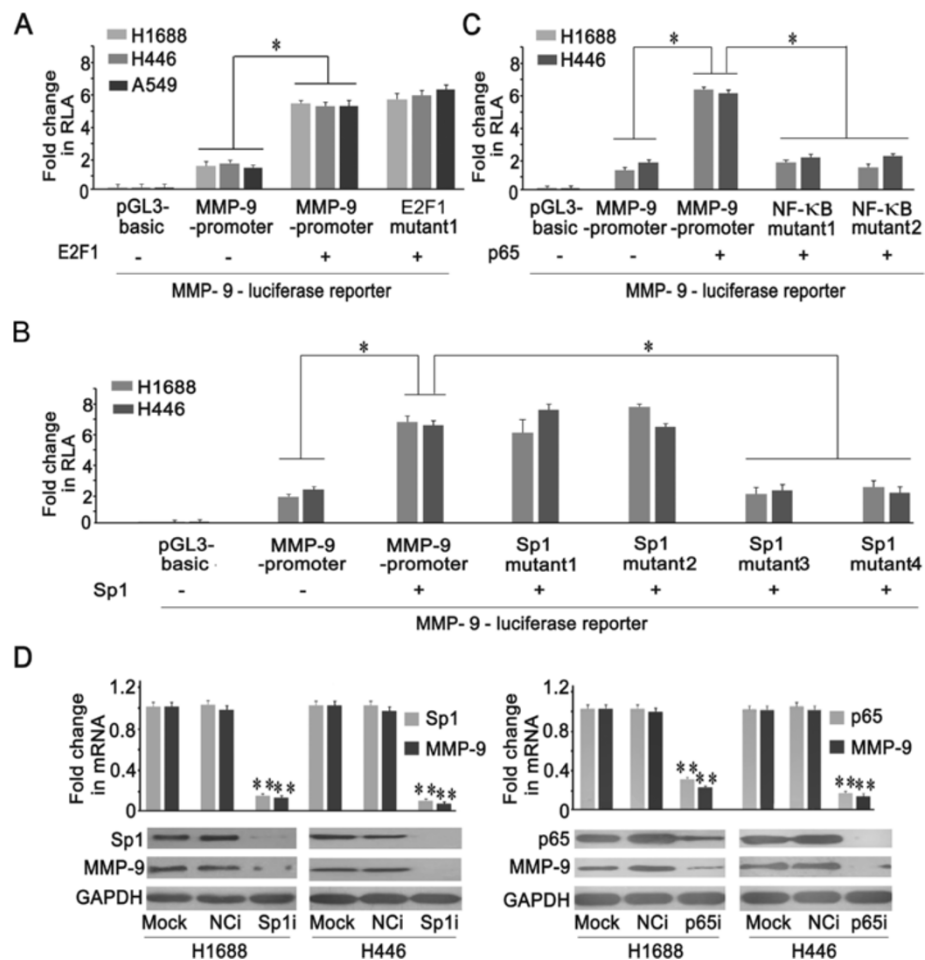 A
H1688
H446
A549
*
Fold change
in RLA
8
6
4
2
0
pGL3-
basic
MMP-9
-promoter
MMP-9
-promoter
E2F1
mutant1
E2F1
-
-
+
+
MMP- 9 - luciferase reporter
C
H1688
H446
*
*
Fold change
in RLA
8
6
4
2
0
pGL3-
basic
MMP-9
-promoter
MMP-9
-promoter
NF-κB
mutant1
NF-κB
mutant2
p65
-
-
+
+
+
MMP- 9 - luciferase reporter
B
H1688
H446
*
*
Fold change
in RLA
8
6
4
2
0
pGL3-
basic
MMP-9
-promoter
MMP-9
-promoter
Sp1
mutant1
Sp1
mutant2
Sp1
mutant3
Sp1
mutant4
Sp1
-
-
+
+
+
+
+
MMP- 9 - luciferase reporter
D
Fold change
in mRNA
1.2
0.8
0.4
0
Sp1
MMP-9
** **
** **
Sp1
MMP-9
GAPDH
Mock NCi Sp1i Mock NCi Sp1i
H1688 H446
Fold change
in mRNA
1.2
0.8
0.4
0
p65
MMP-9
** **
** **
p65
MMP-9
GAPDH
Mock NCi p65i Mock NCi p65i
H1688 H446